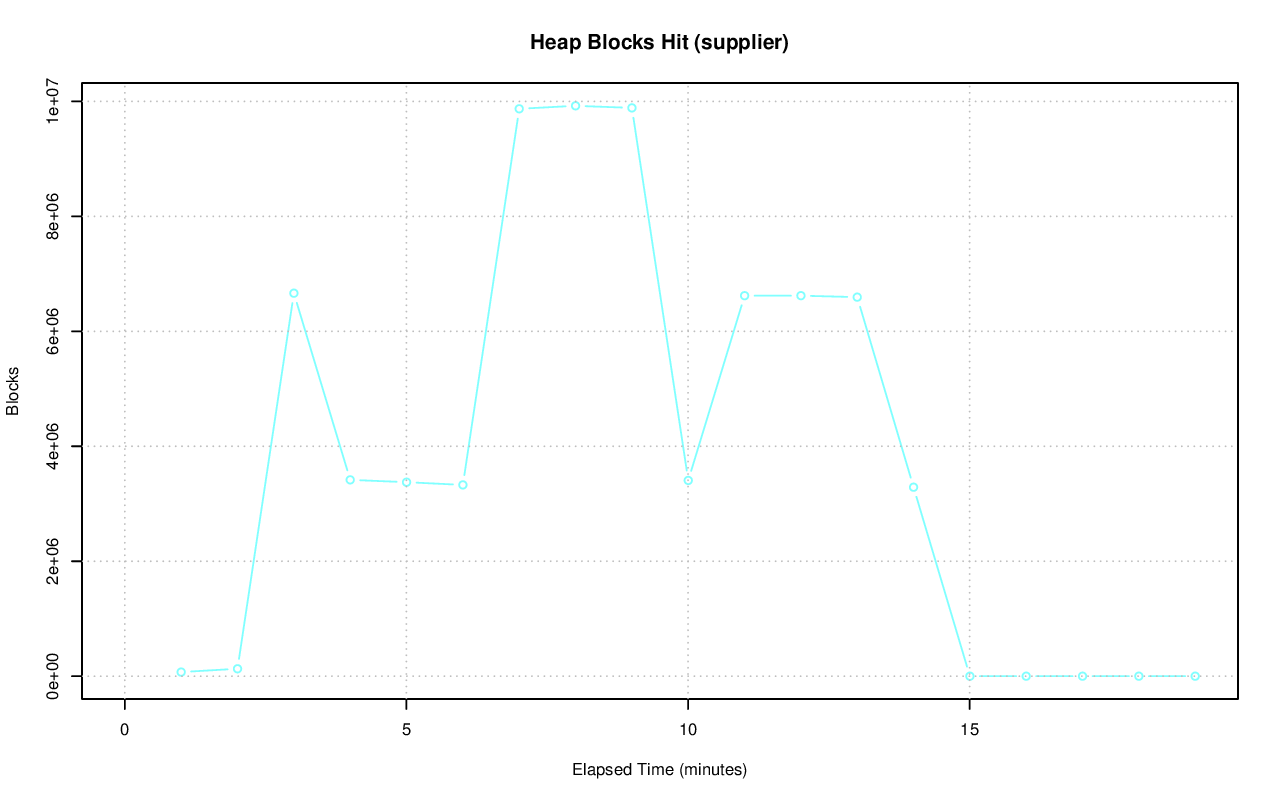 Heap Blocks Hit (supplier)
1e+07
8e+06
6e+06
4e+06
2e+06
0e+00
Blocks
0 5 10 15
Elapsed Time (minutes)